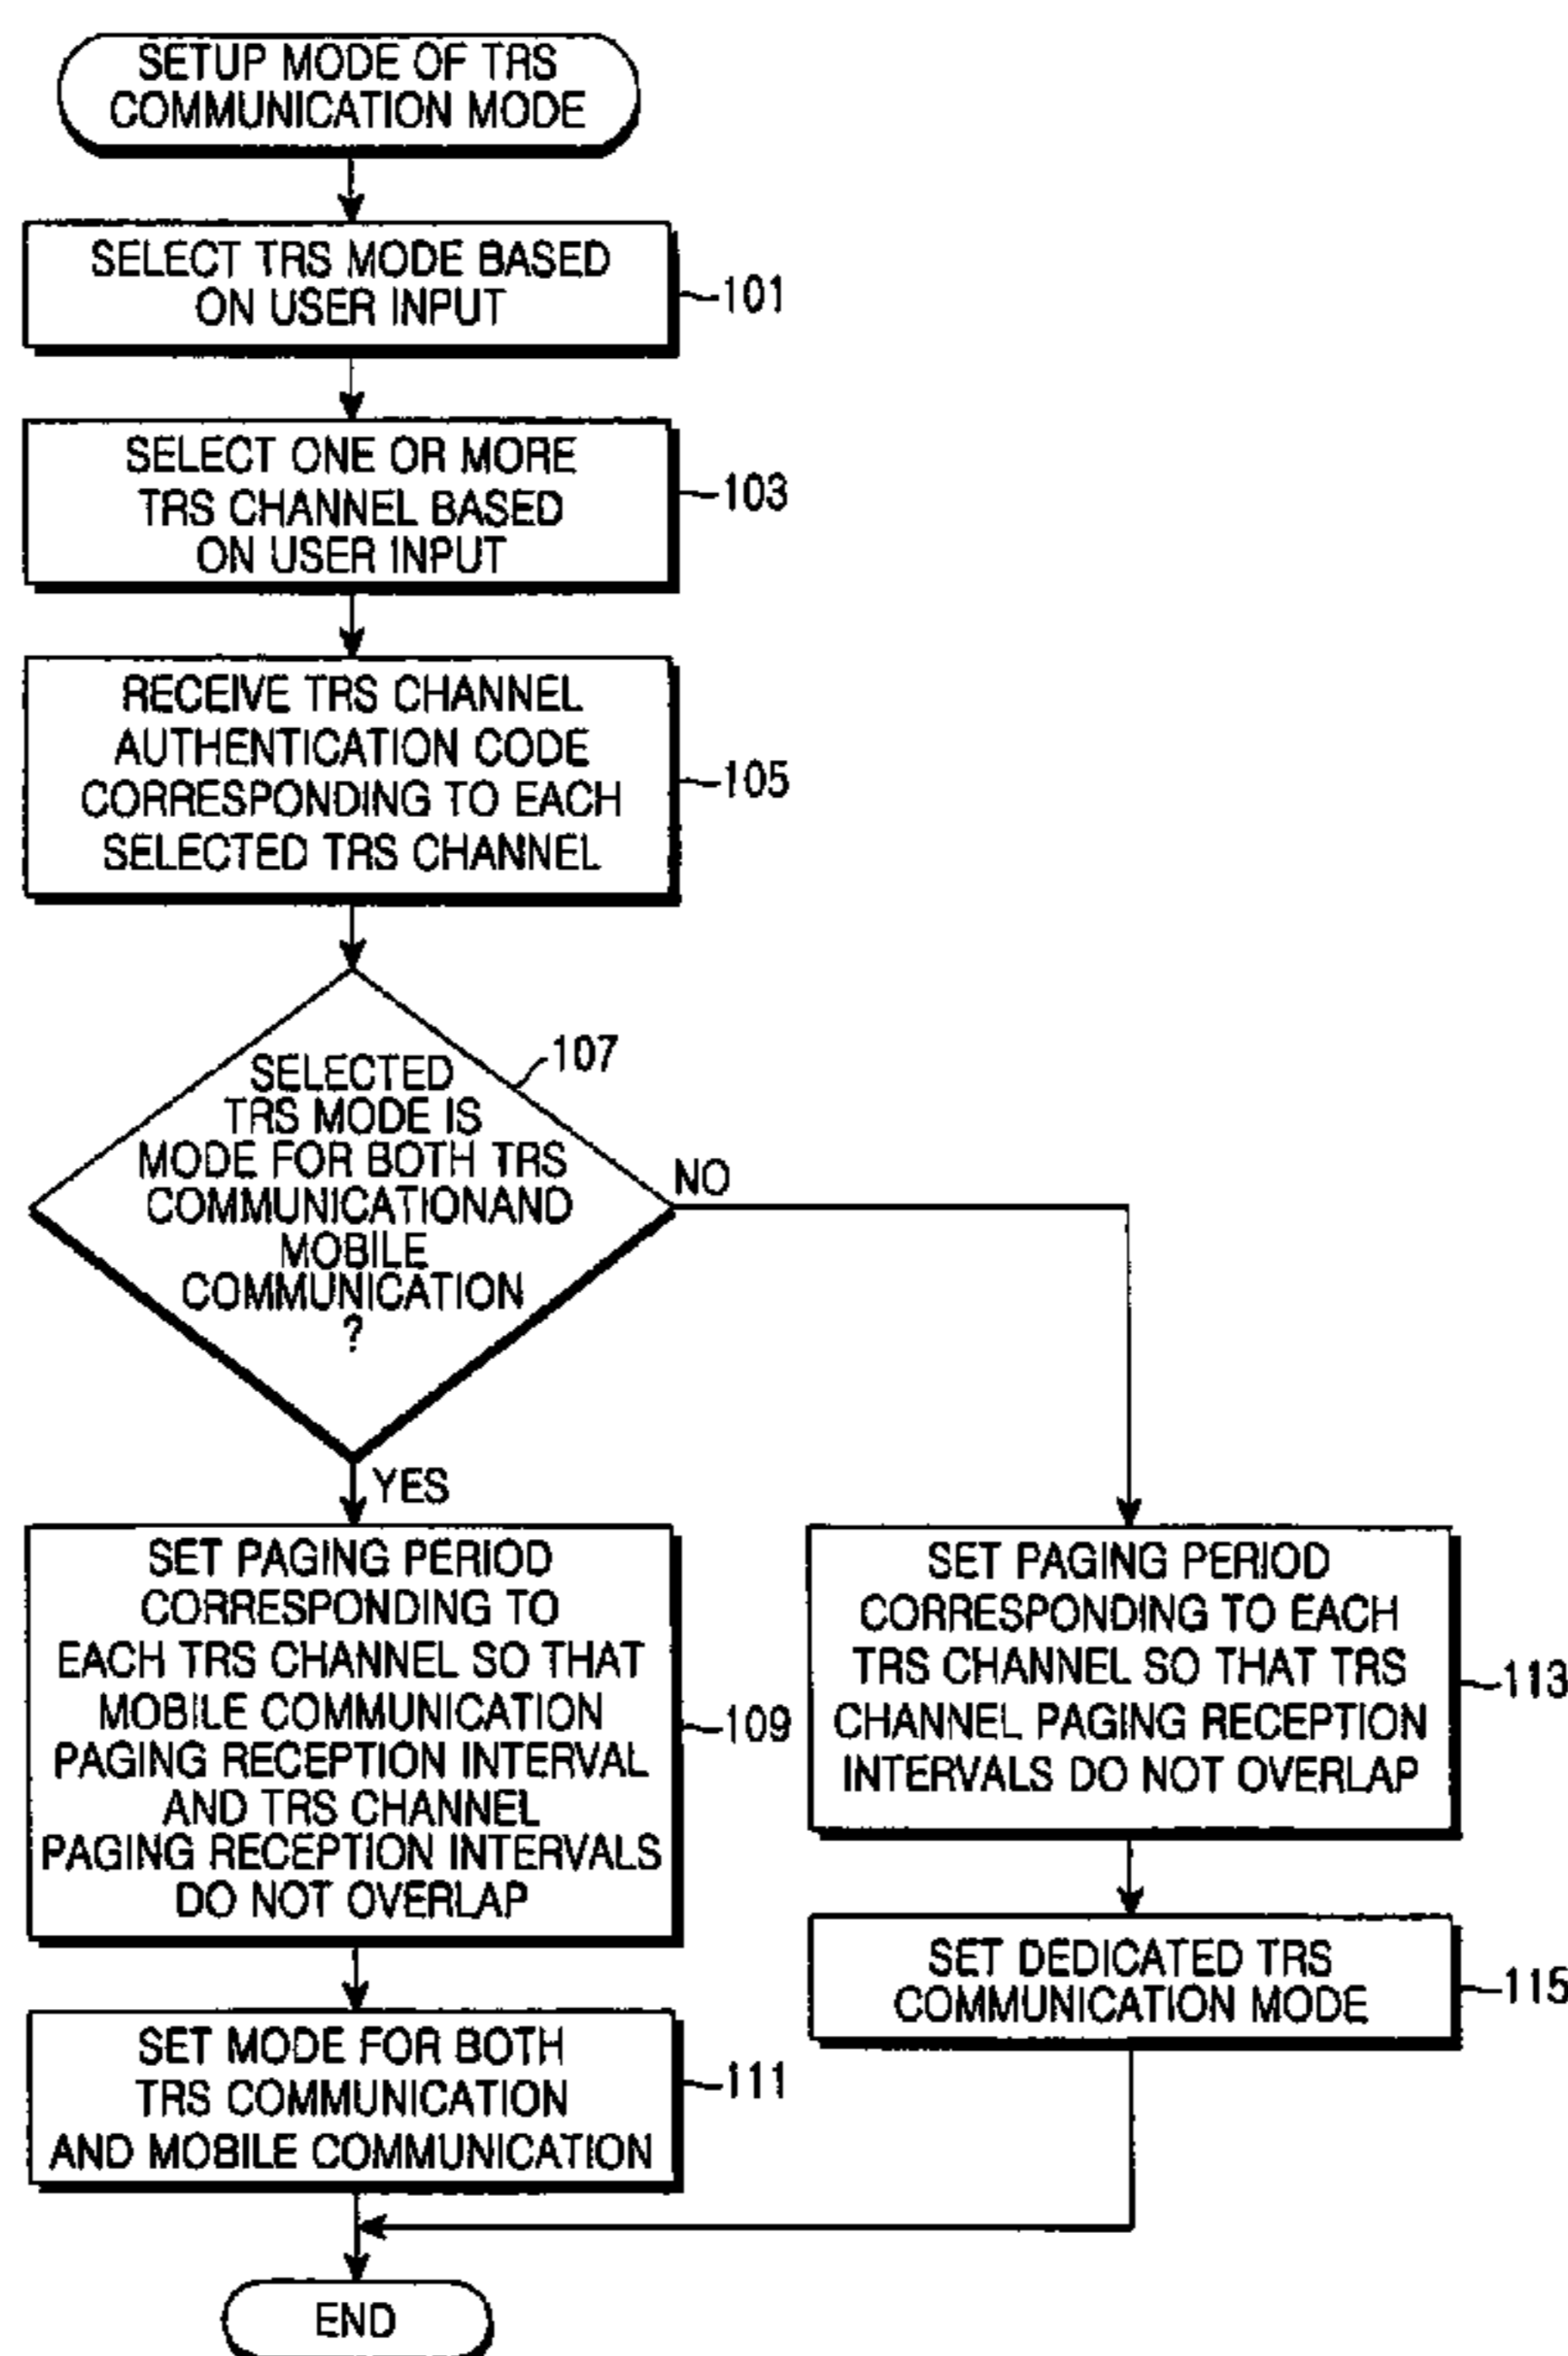 SETUP MODE OF TRS
COMMUNICATION MODE
SELECT TRS MODE BASED
ON USER INPUT
101
SELECT ONE OR MORE
TRS CHANNEL BASED
ON USER INPUT
103
RECEIVE TRS CHANNEL
AUTHENTICATION CODE
CORRESPONDING TO EACH
SELECTED TRS CHANNEL
105
107
SELECTED
TRS MODE IS
MODE FOR BOTH TRS
COMMUNICATIONAND
MOBILE
COMMUNICATION
?
NO
YES
SET PAGING PERIOD
CORRESPONDING TO
EACH TRS CHANNEL SO THAT
MOBILE COMMUNICATION
PAGING RECEPTION INTERVAL
AND TRS CHANNEL
PAGING RECEPTION INTERVALS
DO NOT OVERLAP
109
SET PAGING PERIOD
CORRESPONDING TO EACH
TRS CHANNEL SO THAT TRS
CHANNEL PAGING RECEPTION
INTERVALS DO NOT OVERLAP
113
SET DEDICATED TRS
COMMUNICATION MODE
115
SET MODE FOR BOTH
TRS COMMUNICATION
AND MOBILE COMMUNICATION
111
END